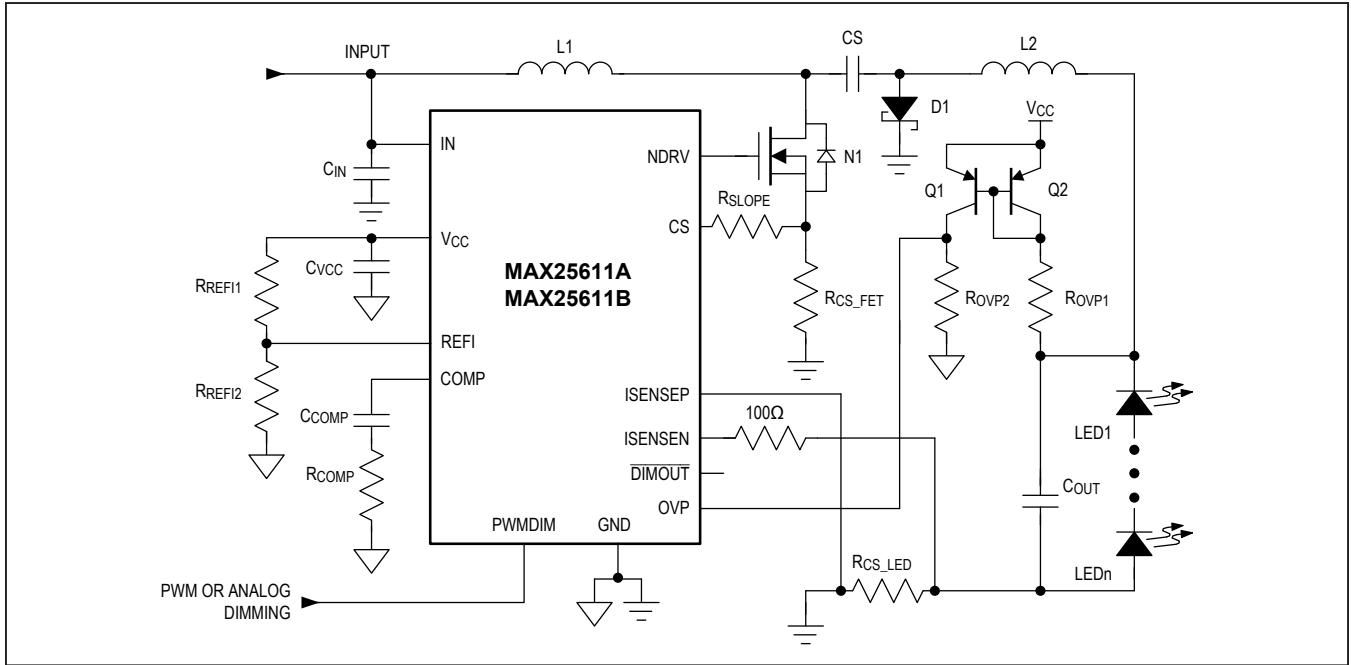 INPUT
L1
CS
L2
D1
VCC
IN
NDRV
N1
CIN
Q1
Q2
RSLOPE
CS
VCC
CVCC
MAX25611A
MAX25611B
RREFI1
RCS_FET
ROVP2
ROVP1
REFI
COMP
RREFI2
ISENSEP
CCOMP
100Ω
ISENSEN
LED1
RCOMP
DIMOUT
COUT
OVP
PWMDIM
GND
RCS_LED
LEDn
PWM OR ANALOG
DIMMING